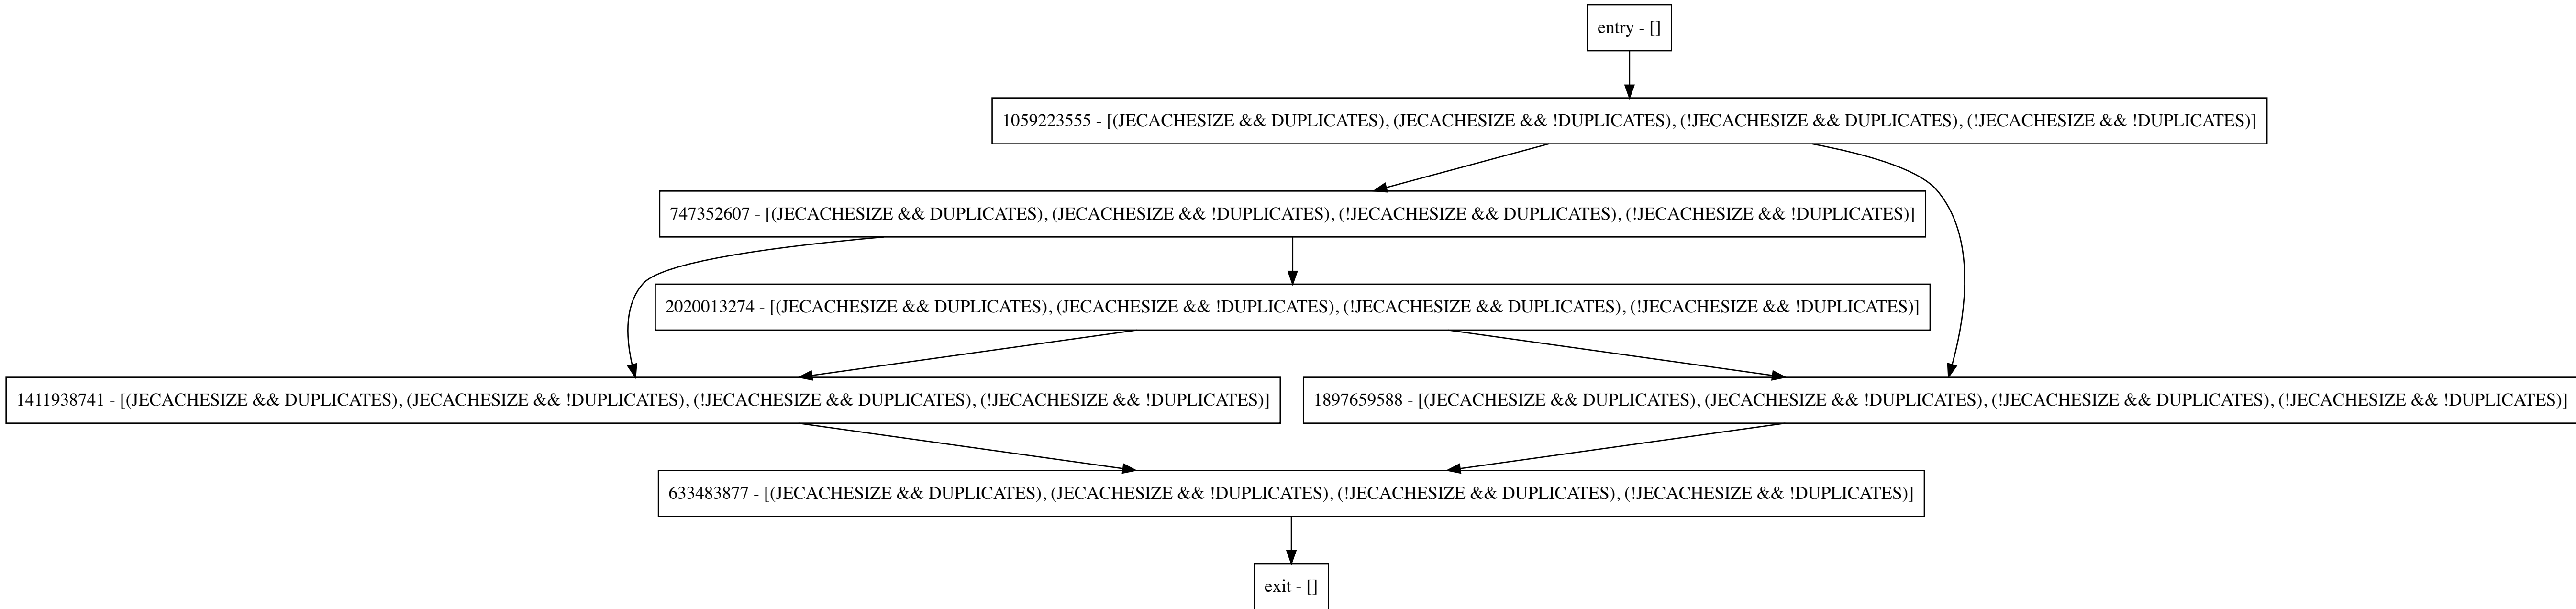 entry - []
1059223555 - [(JECACHESIZE && DUPLICATES), (JECACHESIZE && !DUPLICATES), (!JECACHESIZE && DUPLICATES), (!JECACHESIZE && !DUPLICATES)]
747352607 - [(JECACHESIZE && DUPLICATES), (JECACHESIZE && !DUPLICATES), (!JECACHESIZE && DUPLICATES), (!JECACHESIZE && !DUPLICATES)]
2020013274 - [(JECACHESIZE && DUPLICATES), (JECACHESIZE && !DUPLICATES), (!JECACHESIZE && DUPLICATES), (!JECACHESIZE && !DUPLICATES)]
1411938741 - [(JECACHESIZE && DUPLICATES), (JECACHESIZE && !DUPLICATES), (!JECACHESIZE && DUPLICATES), (!JECACHESIZE && !DUPLICATES)]
1897659588 - [(JECACHESIZE && DUPLICATES), (JECACHESIZE && !DUPLICATES), (!JECACHESIZE && DUPLICATES), (!JECACHESIZE && !DUPLICATES)]
633483877 - [(JECACHESIZE && DUPLICATES), (JECACHESIZE && !DUPLICATES), (!JECACHESIZE && DUPLICATES), (!JECACHESIZE && !DUPLICATES)]
exit - []